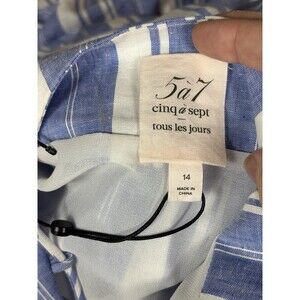 5à7
cinq à sept
tous les jours
14
MADE IN
CHINA